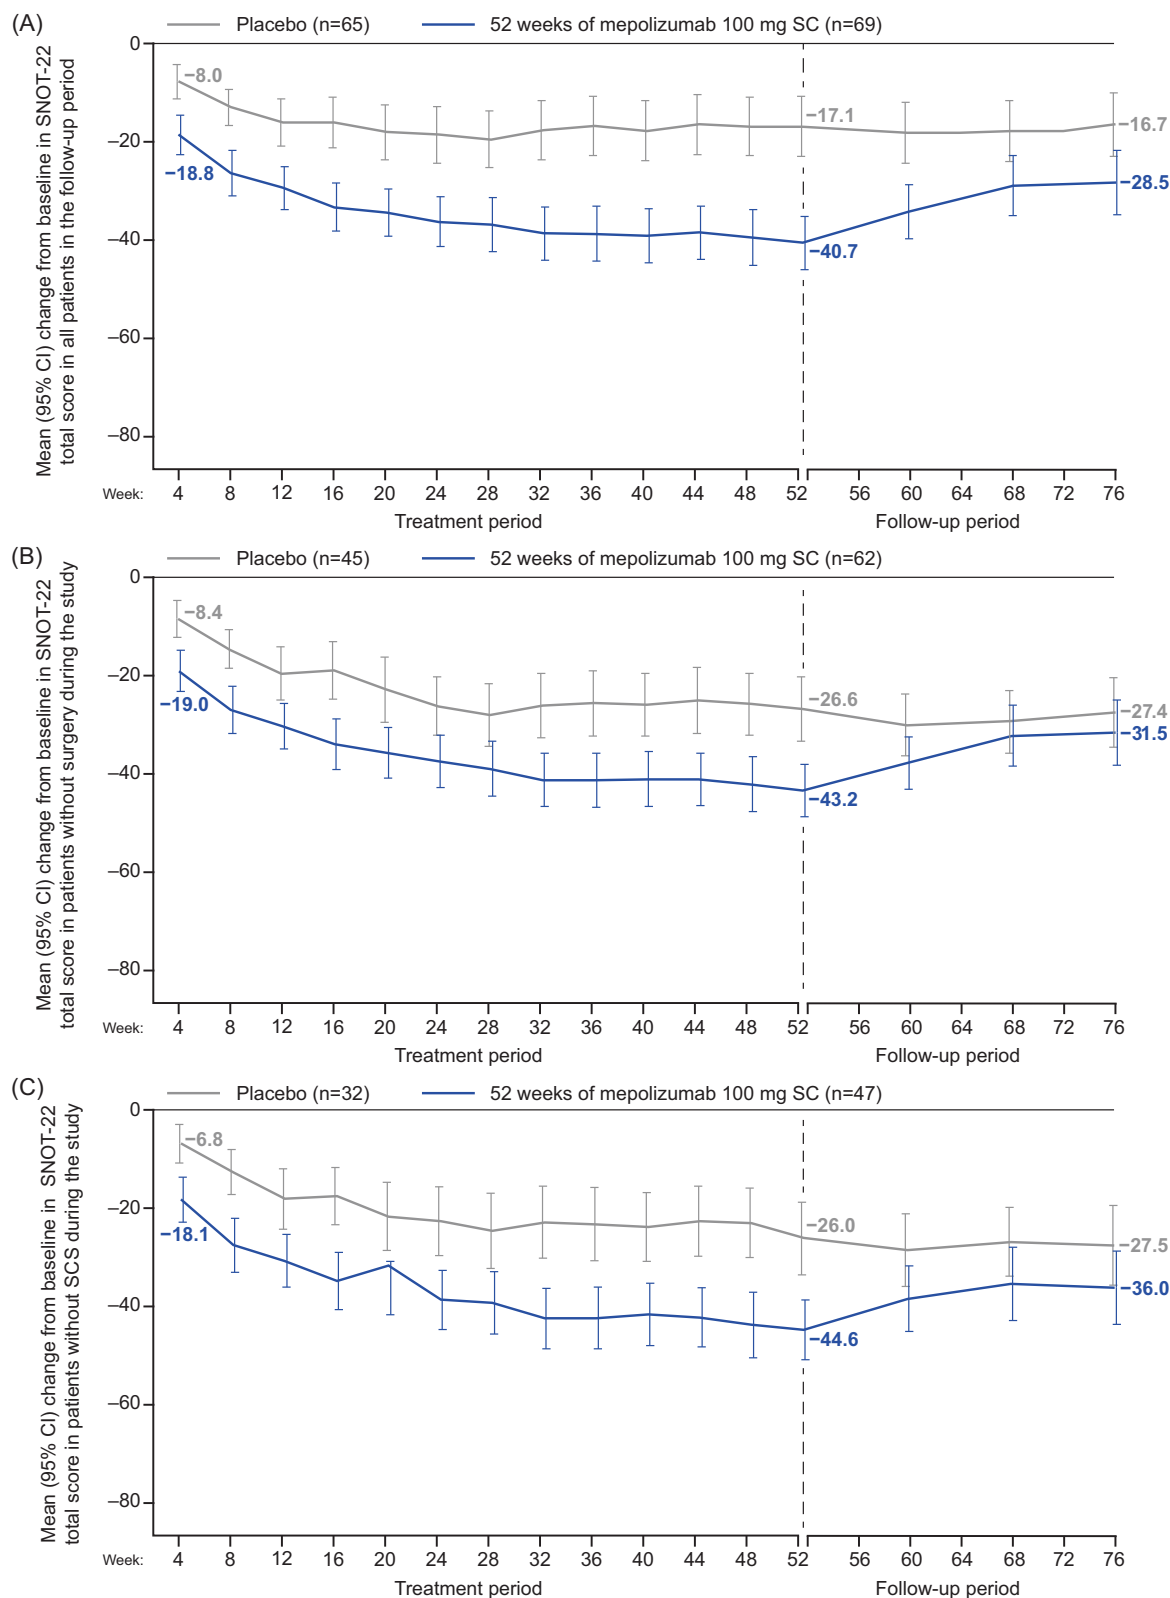 (A)
Placebo (n=65)
52 weeks of mepolizumab 100 mg SC (n=69)
Mean (95% CI) change from baseline in SNOT-22
total score in all patients in the follow-up period
0
−20
−40
−60
−80
−8.0
−18.8
−17.1
−40.7
−16.7
−28.5
Week:
4 8 12 16 20 24 28 32 36 40 44 48 52 56 60 64 68 72 76
Treatment period
Follow-up period
(B)
Placebo (n=45)
52 weeks of mepolizumab 100 mg SC (n=62)
Mean (95% CI) change from baseline in SNOT-22
total score in patients without surgery during the study
0
−20
−40
−60
−80
−8.4
−19.0
−26.6
−43.2
−27.4
−31.5
Week:
4 8 12 16 20 24 28 32 36 40 44 48 52 56 60 64 68 72 76
Treatment period
Follow-up period
(C)
Placebo (n=32)
52 weeks of mepolizumab 100 mg SC (n=47)
Mean (95% CI) change from baseline in SNOT-22
total score in patients without SCS during the study
0
−20
−40
−60
−80
−6.8
−18.1
−26.0
−44.6
−27.5
−36.0
Week:
4 8 12 16 20 24 28 32 36 40 44 48 52 56 60 64 68 72 76
Treatment period
Follow-up period